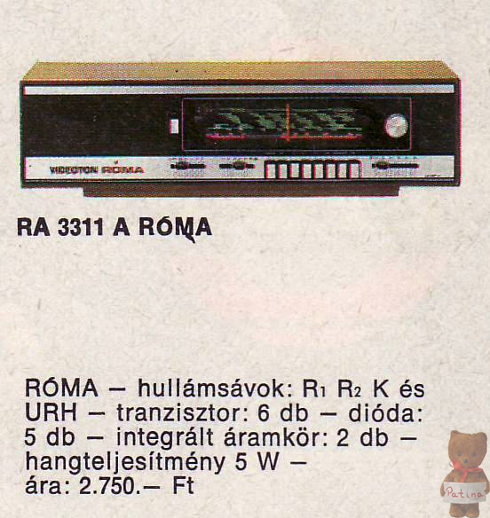 VIDEOTON RÓMA
RA 3311 A RÓMA
RÓMA – hullámsávok: R₁ R₂ K és
URH – tranzisztor: 6 db – dióda:
5 db – integrált áramkör: 2 db –
hangteljesítmény 5 W –
ára: 2.750.– Ft
Patina